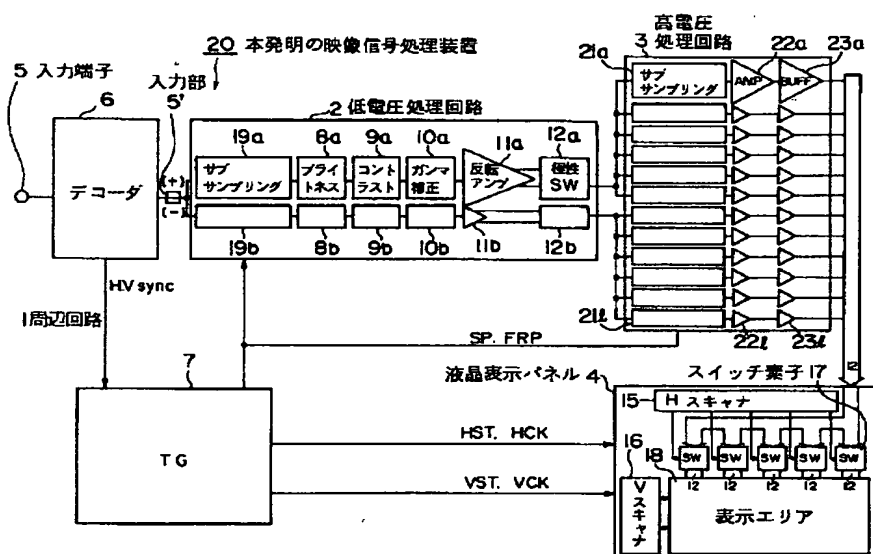 20 本発明の映像信号処理装置
5 入力端子
6
入力部
5'
デコーダ
(+)
(-)
2 低電圧処理回路
19a
8a
9a
10a
11a
12a
サブ
サンプリング
ブライ
トネス
コント
ラスト
ガンマ
補正
反転
アンプ
極性
SW
19b
8b
9b
10b
11b
12b
高電圧
3 処理回路
21a
22a
23a
サブ
サンプリング
AMP
BUFF
21l
22l
23l
12
HV sync
1周辺回路
SP. FRP
7
TG
HST. HCK
VST. VCK
液晶表示パネル 4
スイッチ素子 17
15
H スキャナ
16
18
SW
SW
SW
SW
SW
12
12
12
12
12
V
スキャナ
表示エリア